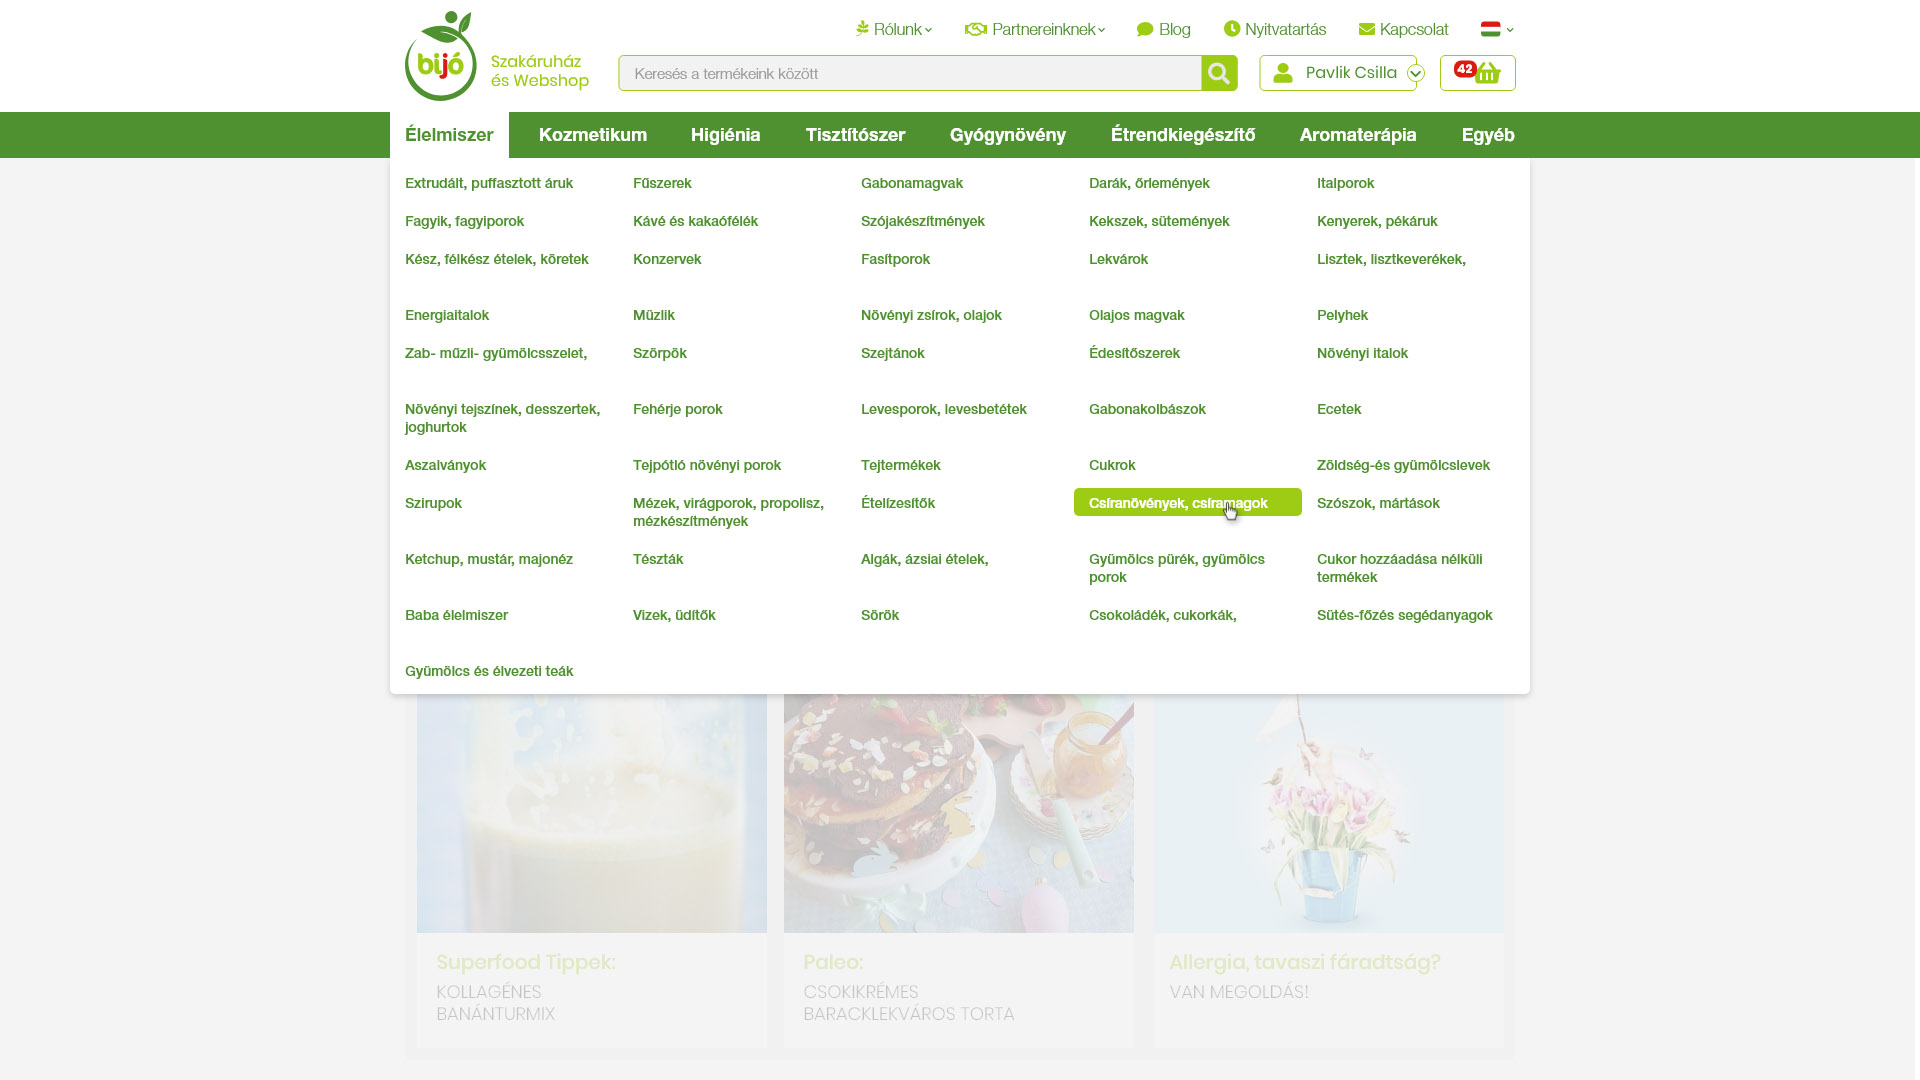 bijó
Szakáruház
és Webshop
Rólunk
Partnereinknek
Blog
Nyitvatartás
Kapcsolat
Keresés a termékeink között
Pavlik Csilla
42
Élelmiszer
Kozmetikum
Higiénia
Tisztítószer
Gyógynövény
Étrendkiegészítő
Aromaterápia
Egyéb
Extrudált, puffasztott áruk
Fűszerek
Gabonamagvak
Darák, őrlemények
Italporok
Fagyik, fagyiporok
Kávé és kakaófélék
Szójakészítmények
Kekszek, sütemények
Kenyerek, pékáruk
Kész, félkész ételek, köretek
Konzervek
Fasítporok
Lekvárok
Lisztek, lisztkeverékek,
Energiaitalok
Müzlik
Növényi zsírok, olajok
Olajos magvak
Pelyhek
Zab- műzli- gyümölcsszelet,
Szörpök
Szejtánok
Édesítőszerek
Növényi italok
Növényi tejszínek, desszertek,
joghurtok
Fehérje porok
Levesporok, levesbetétek
Gabonakolbászok
Ecetek
Aszalványok
Tejpótló növényi porok
Tejtermékek
Cukrok
Zöldség-és gyümölcslevek
Szirupok
Mézek, virágporok, propolisz,
mézkészítmények
Ételízesítők
Csíranövények, csíramagok
Szószok, mártások
Ketchup, mustár, majonéz
Tészták
Algák, ázsiai ételek,
Gyümölcs pürék, gyümölcs
porok
Cukor hozzáadása nélküli
termékek
Baba élelmiszer
Vizek, üdítők
Sörök
Csokoládék, cukorkák,
Sütés-főzés segédanyagok
Gyümölcs és élvezeti teák
Superfood Tippek:
KOLLAGÉNES
BANÁNTURMIX
Paleo:
CSOKIKRÉMES
BARACKLEKVÁROS TORTA
Allergia, tavaszi fáradtság?
VAN MEGOLDÁS!